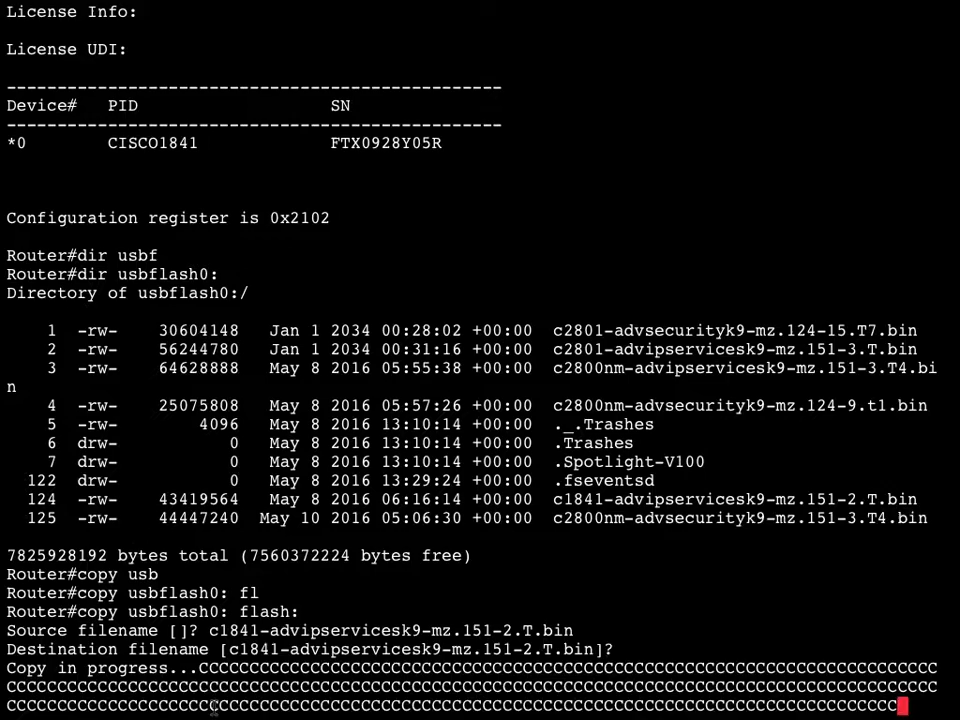 License Info:
License UDI:
-------------------------------------------------
Device#   PID                   SN
-------------------------------------------------
*0        CISCO1841             FTX0928Y05R
Configuration register is 0x2102
Router#dir usbf
Router#dir usbflash0:
Directory of usbflash0:/
    1  -rw-    30604148   Jan 1 2034 00:28:02 +00:00  c2801-advsecurityk9-mz.124-15.T7.bin
    2  -rw-    56244780   Jan 1 2034 00:31:16 +00:00  c2801-advipservicesk9-mz.151-3.T.bin
    3  -rw-    64628888   May 8 2016 05:55:38 +00:00  c2800nm-advipservicesk9-mz.151-3.T4.bi
n
    4  -rw-    25075808   May 8 2016 05:57:26 +00:00  c2800nm-advsecurityk9-mz.124-9.t1.bin
    5  -rw-        4096   May 8 2016 13:10:14 +00:00  ._.Trashes
    6  drw-           0   May 8 2016 13:10:14 +00:00  .Trashes
    7  drw-           0   May 8 2016 13:10:14 +00:00  .Spotlight-V100
  122  drw-           0   May 8 2016 13:29:24 +00:00  .fseventsd
  124  -rw-    43419564   May 8 2016 06:16:14 +00:00  c1841-advipservicesk9-mz.151-2.T.bin
  125  -rw-    44447240  May 10 2016 05:06:30 +00:00  c2800nm-advipservicesk9-mz.151-3.T4.bin
7825928192 bytes total (7560372224 bytes free)
Router#copy usb
Router#copy usbflash0: fl
Router#copy usbflash0: flash:
Source filename []? c1841-advipservicesk9-mz.151-2.T.bin
Destination filename [c1841-advipservicesk9-mz.151-2.T.bin]?
Copy in progress...CCCCCCCCCCCCCCCCCCCCCCCCCCCCCCCCCCCCCCCCCCCCCCCCCCCCCCCCCCCCCCCCCCCCCCCCC
CCCCCCCCCCCCCCCCCCCCCCCCCCCCCCCCCCCCCCCCCCCCCCCCCCCCCCCCCCCCCCCCCCCCCCCCCCCCCCCCCCCCCCCCCCCC
CCCCCCCCCCCCCCCCCCCCCCCCCCCCCCCCCCCCCCCCCCCCCCCCCCCCCCCCCCCCCCCCCCCCCCCCCCCCCCCCCCCCCCCC